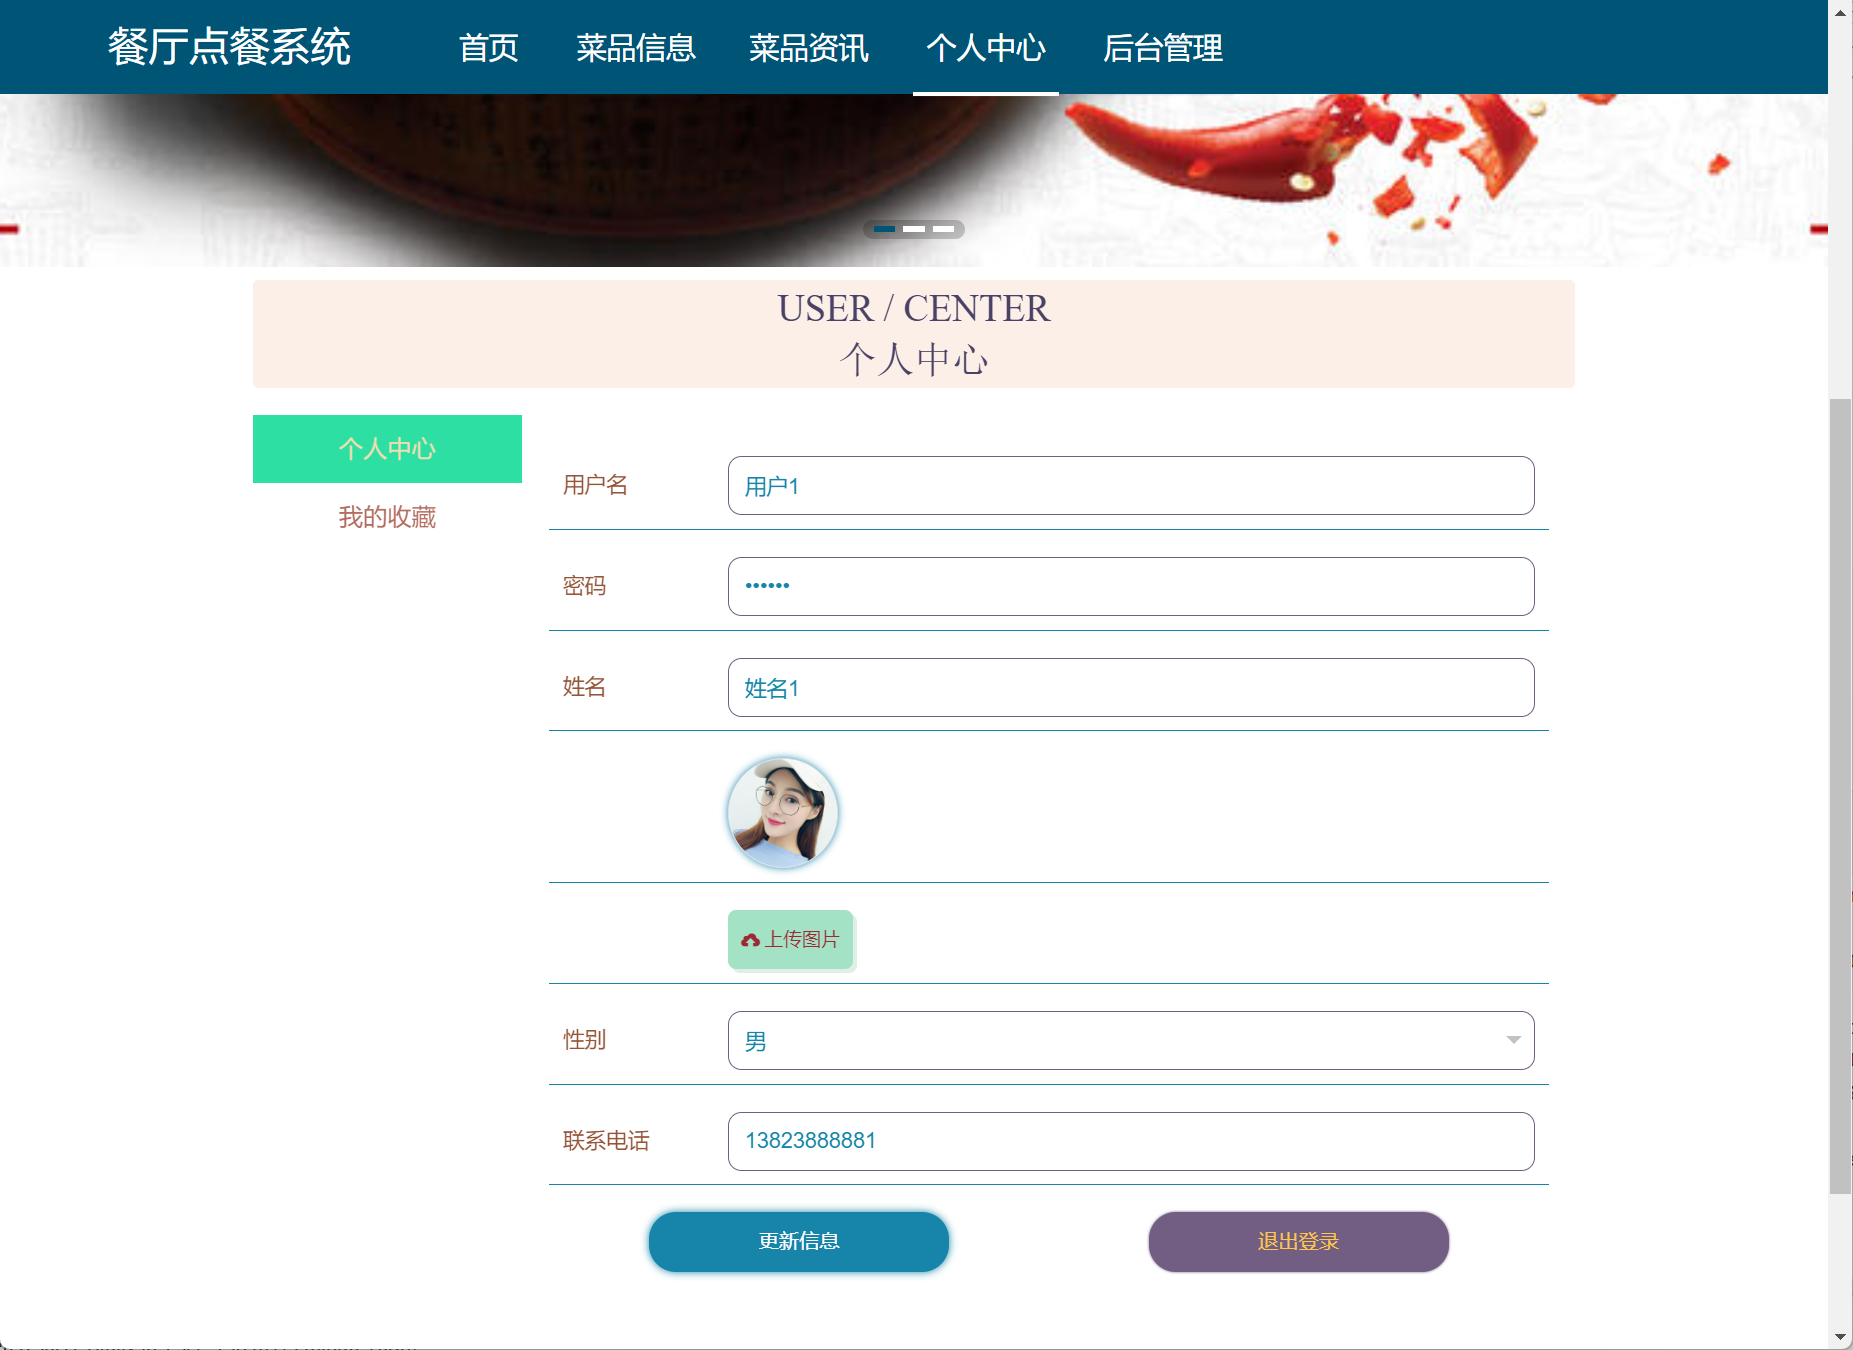 餐厅点餐系统
首页 菜品信息 菜品资讯 个人中心 后台管理
USER / CENTER
个人中心
个人中心
我的收藏
用户名 用户1
密码 ••••••
姓名 姓名1
上传图片
性别 男
联系电话 13823888881
更新信息 退出登录